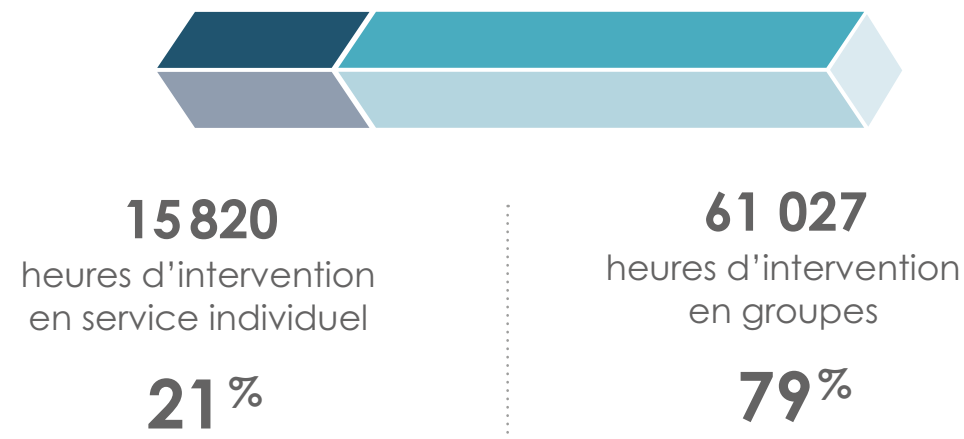 15 820
heures d’intervention
en service individuel
21%
61 027
heures d’intervention
en groupes
79%